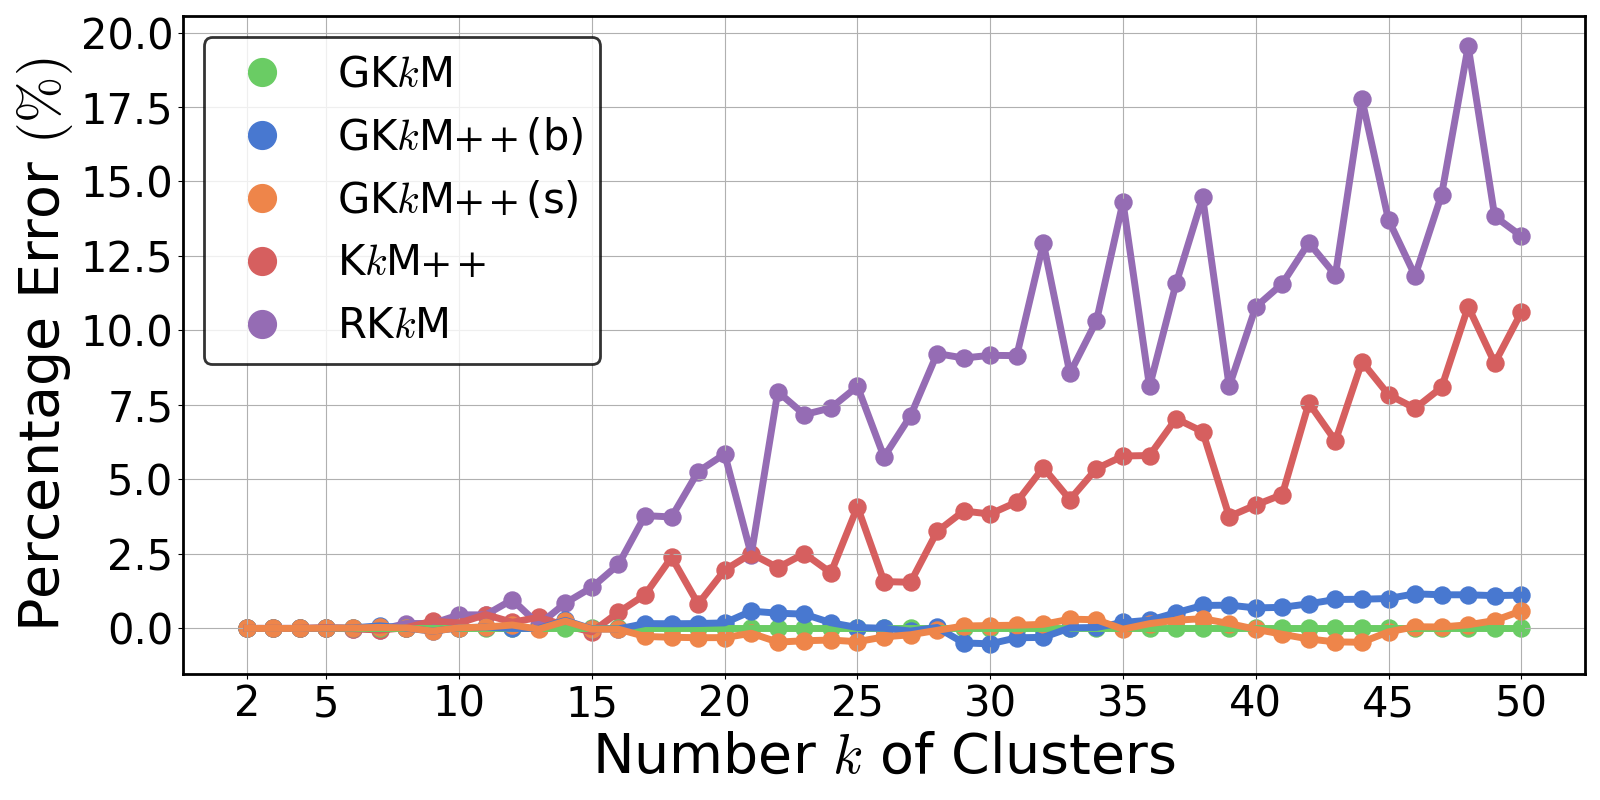 Percentage Error (%)
20.0
17.5
15.0
12.5
10.0
7.5
5.0
2.5
0.0
GKkM
GKkM++(b)
GKkM++(s)
KkM++
RKkM
2 5 10 15 20 25 30 35 40 45 50
Number k of Clusters